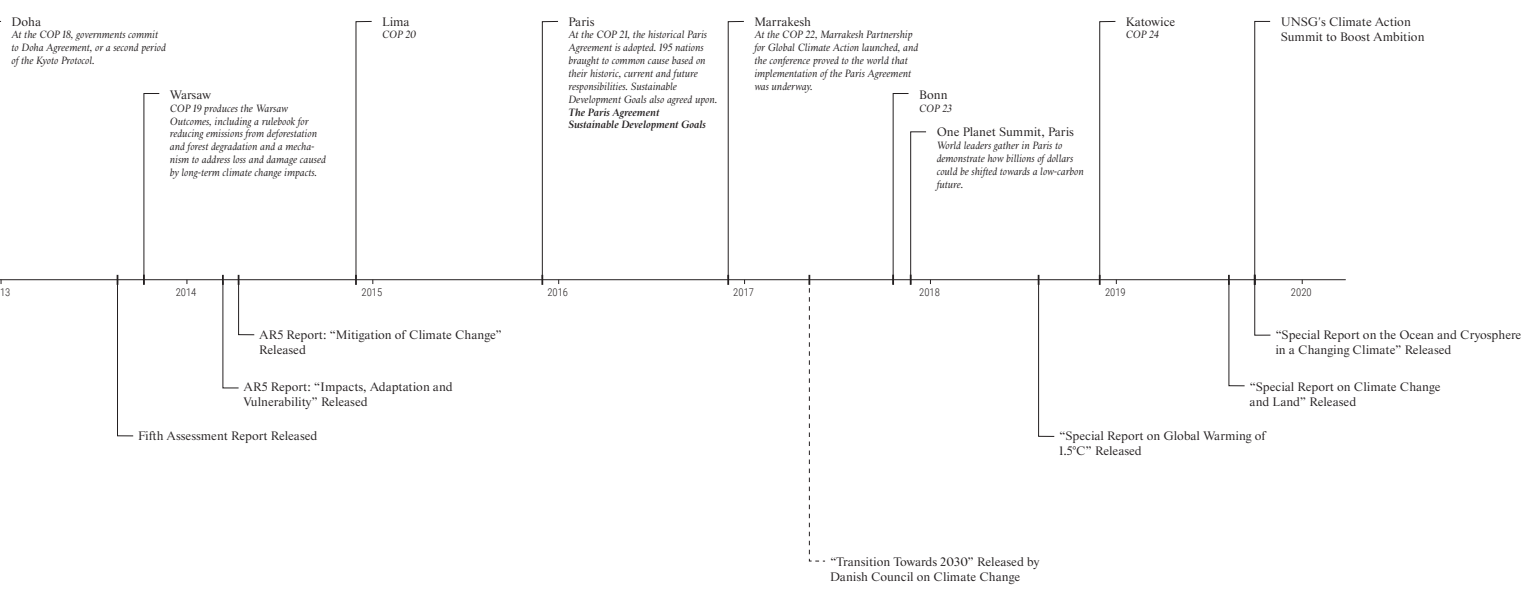 Doha
At the COP 18, governments commit
to Doha Agreement, or a second period
of the Kyoto Protocol.
Warsaw
COP 19 produces the Warsaw
Outcomes, including a rulebook for
reducing emissions from deforestation
and forest degradation and a mecha-
nism to address loss and damage caused
by long-term climate change impacts.
Lima
COP 20
Paris
At the COP 21, the historical Paris
Agreement is adopted. 195 nations
braught to common cause based on
their historic, current and future
responsibilities. Sustainable
Development Goals also agreed upon.
The Paris Agreement
Sustainable Development Goals
Marrakesh
At the COP 22, Marrakesh Partnership
for Global Climate Action launched, and
the conference proved to the world that
implementation of the Paris Agreement
was underway.
Bonn
COP 23
One Planet Summit, Paris
World leaders gather in Paris to
demonstrate how billions of dollars
could be shifted towards a low-carbon
future.
Katowice
COP 24
UNSG's Climate Action
Summit to Boost Ambition
13
2014
2015
2016
2017
2018
2019
2020
AR5 Report: “Mitigation of Climate Change”
Released
AR5 Report: “Impacts, Adaptation and
Vulnerability” Released
Fifth Assessment Report Released
“Transition Towards 2030” Released by
Danish Council on Climate Change
“Special Report on Global Warming of
1.5°C” Released
“Special Report on Climate Change
and Land” Released
“Special Report on the Ocean and Cryosphere
in a Changing Climate” Released